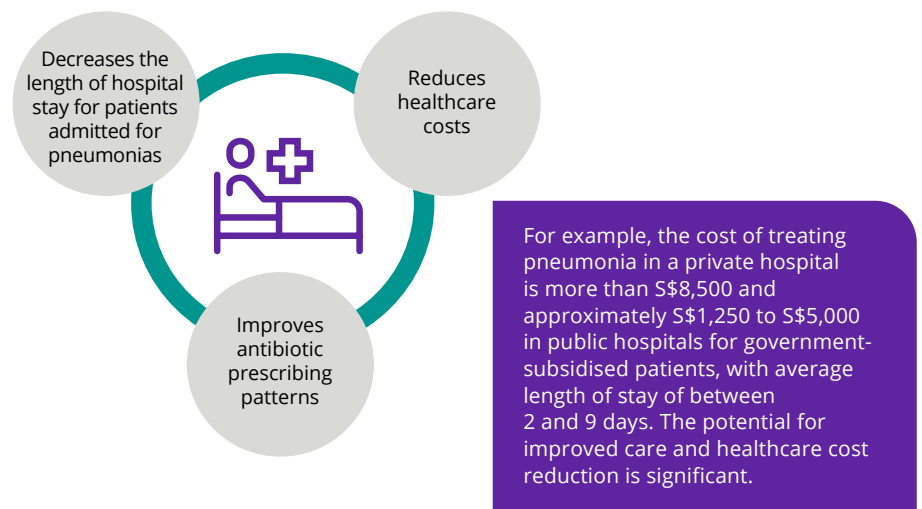 Decreases the
length of hospital
stay for patients
admitted for
pneumonias
Reduces
healthcare
costs
Improves
antibiotic
prescribing
patterns
For example, the cost of treating
pneumonia in a private hospital
is more than S$8,500 and
approximately S$1,250 to S$5,000
in public hospitals for government-
subsidised patients, with average
length of stay of between
2 and 9 days. The potential for
improved care and healthcare cost
reduction is significant.